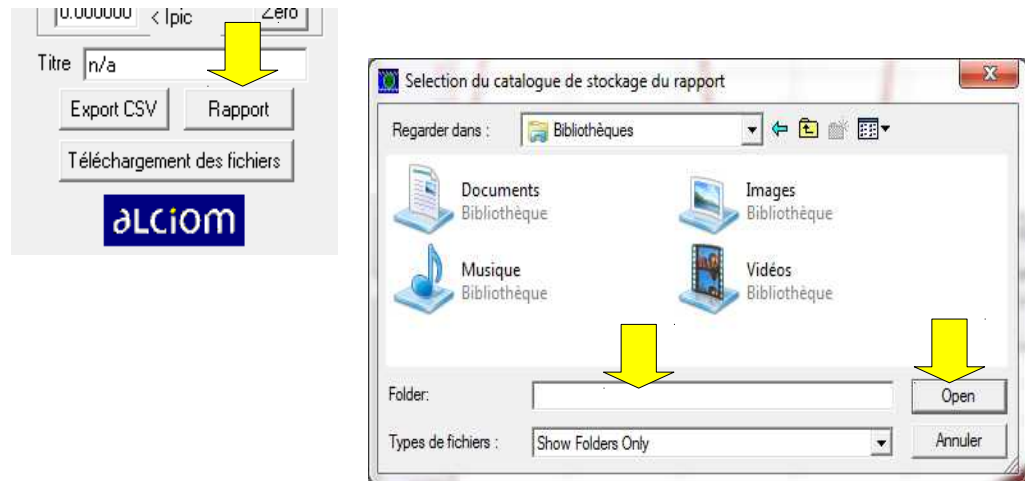 0.000000 < Ipic Zéro
Titre n/a
Export CSV Rapport
Téléchargement des fichiers
ALCIOM
Selection du catalogue de stockage du rapport
Regarder dans : Bibliothèques
Documents
Bibliothèque
Images
Bibliothèque
Musique
Bibliothèque
Vidéos
Bibliothèque
Folder: Open
Types de fichiers : Show Folders Only Annuler